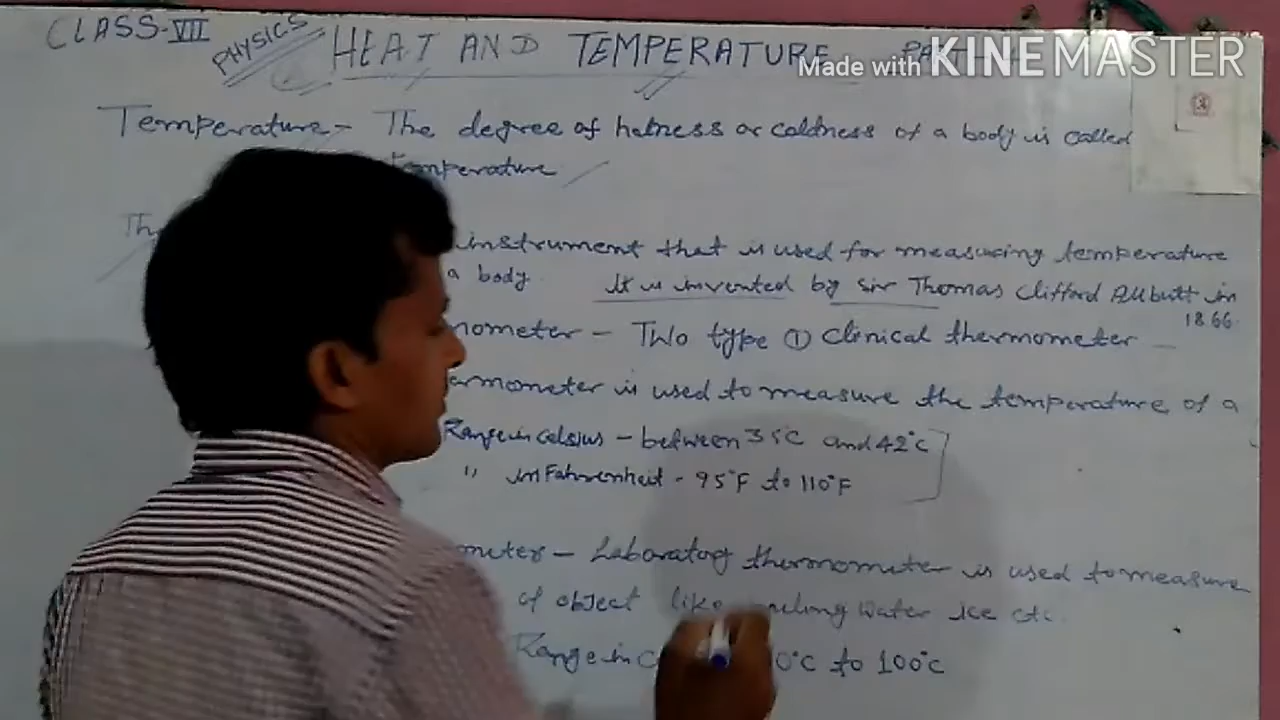 CLASS-VII PHYSICS HEAT AND TEMPERATURE
Made with KINEMASTER
Temperature - The degree of hotness or coldness of a body is called
temperature
instrument that is used for measuring temperature
a body. It is invented by Sir Thomas Clifford Allbutt in
1866.
mometer - Two type ① Clinical thermometer
ermometer is used to measure the temperature of a
Range in Celsius - between 35°C and 42°C
" in Fahrenheit - 95°F to 110°F
meter - Laboratory thermometer is used to measure
of object like water ice etc.
Range in 0°C to 100°C